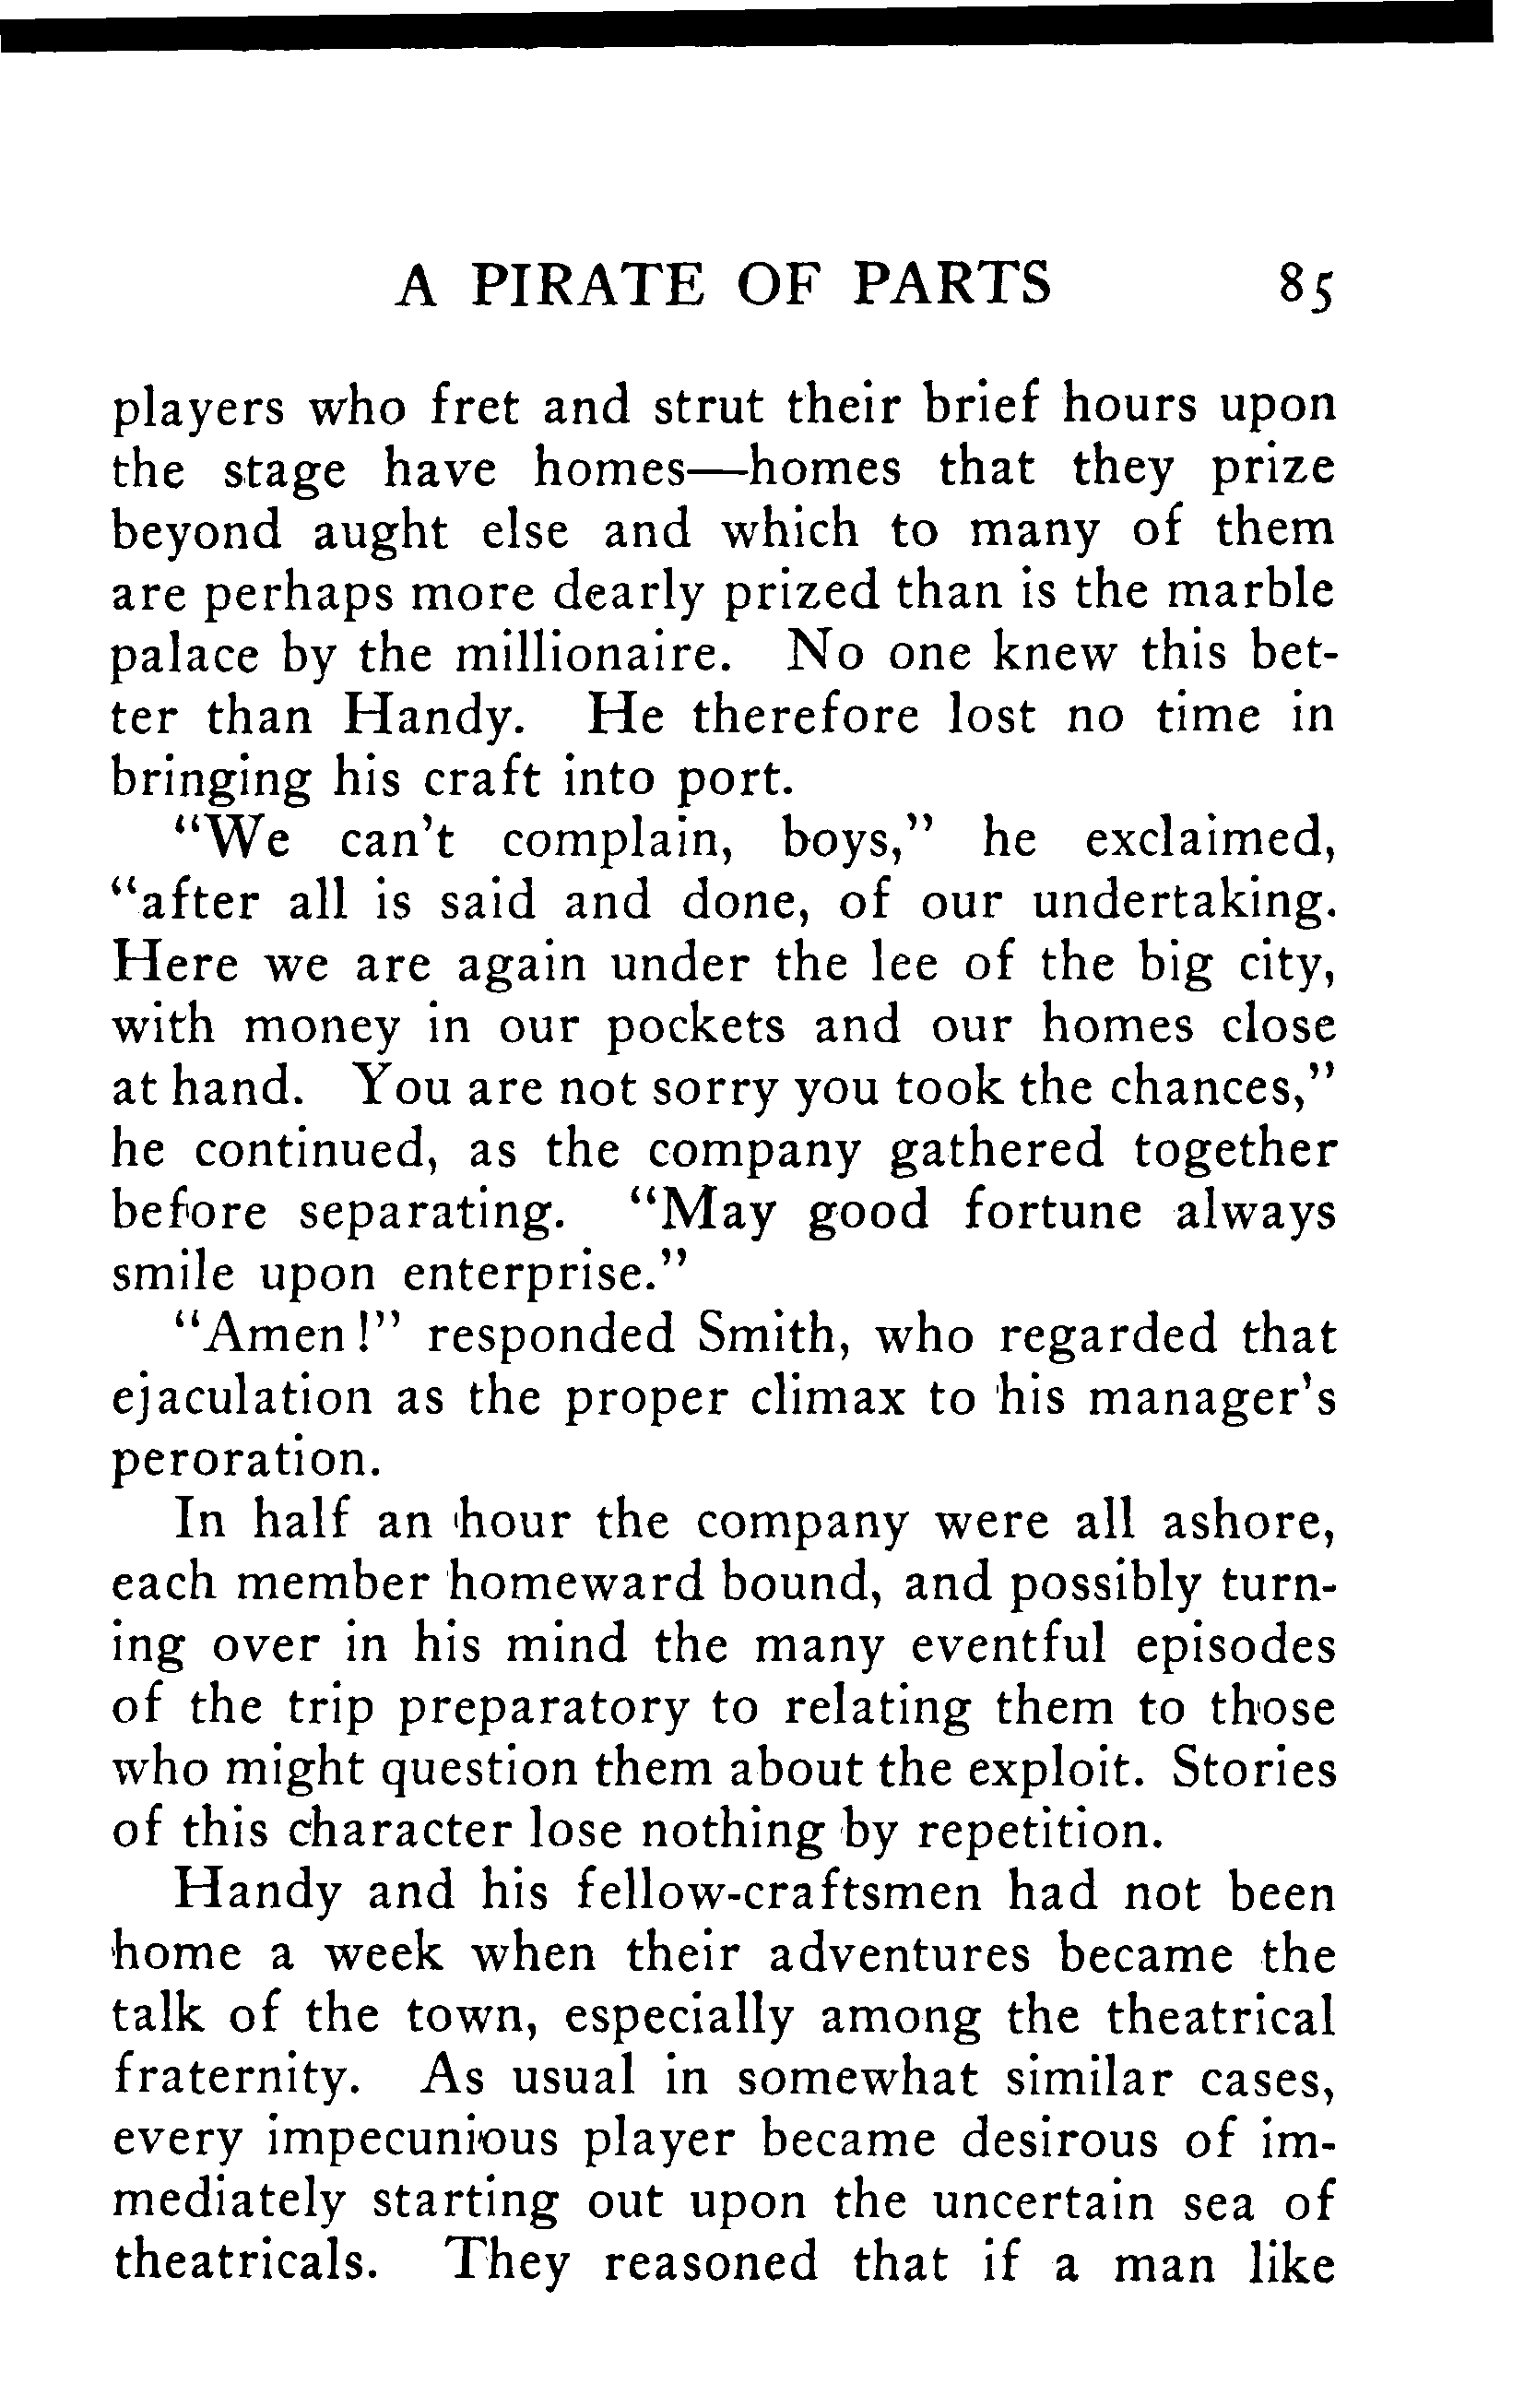 A PIRATE OF PARTS 85
players who fret and strut their brief hours upon
the stage have homes—homes that they prize
beyond aught else and which to many of them
are perhaps more dearly prized than is the marble
palace by the millionaire. No one knew this bet-
ter than Handy. He therefore lost no time in
bringing his craft into port.
"We can't complain, boys," he exclaimed,
"after all is said and done, of our undertaking.
Here we are again under the lee of the big city,
with money in our pockets and our homes close
at hand. You are not sorry you took the chances,"
he continued, as the company gathered together
before separating. "May good fortune always
smile upon enterprise."
"Amen!" responded Smith, who regarded that
ejaculation as the proper climax to his manager's
peroration.
In half an hour the company were all ashore,
each member homeward bound, and possibly turn-
ing over in his mind the many eventful episodes
of the trip preparatory to relating them to those
who might question them about the exploit. Stories
of this character lose nothing by repetition.
Handy and his fellow-craftsmen had not been
home a week when their adventures became the
talk of the town, especially among the theatrical
fraternity. As usual in somewhat similar cases,
every impecunious player became desirous of im-
mediately starting out upon the uncertain sea of
theatricals. They reasoned that if a man like